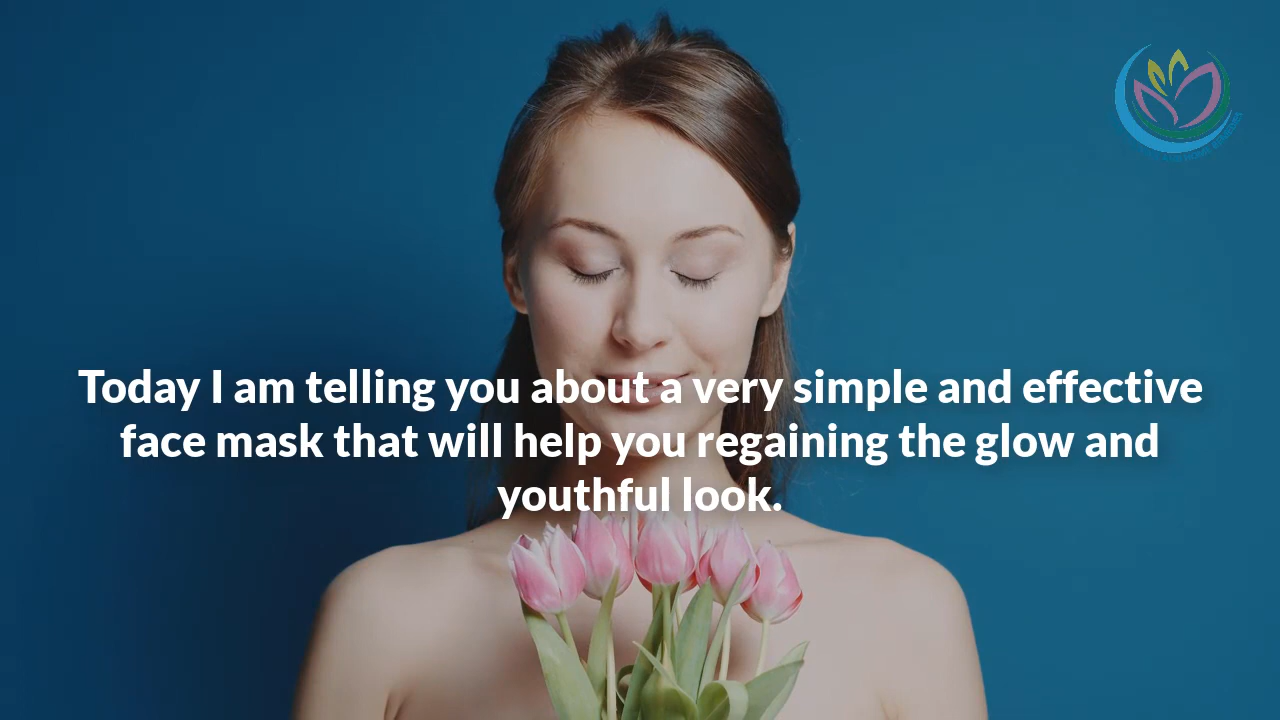 Today I am telling you about a very simple and effective
face mask that will help you regaining the glow and
youthful look.